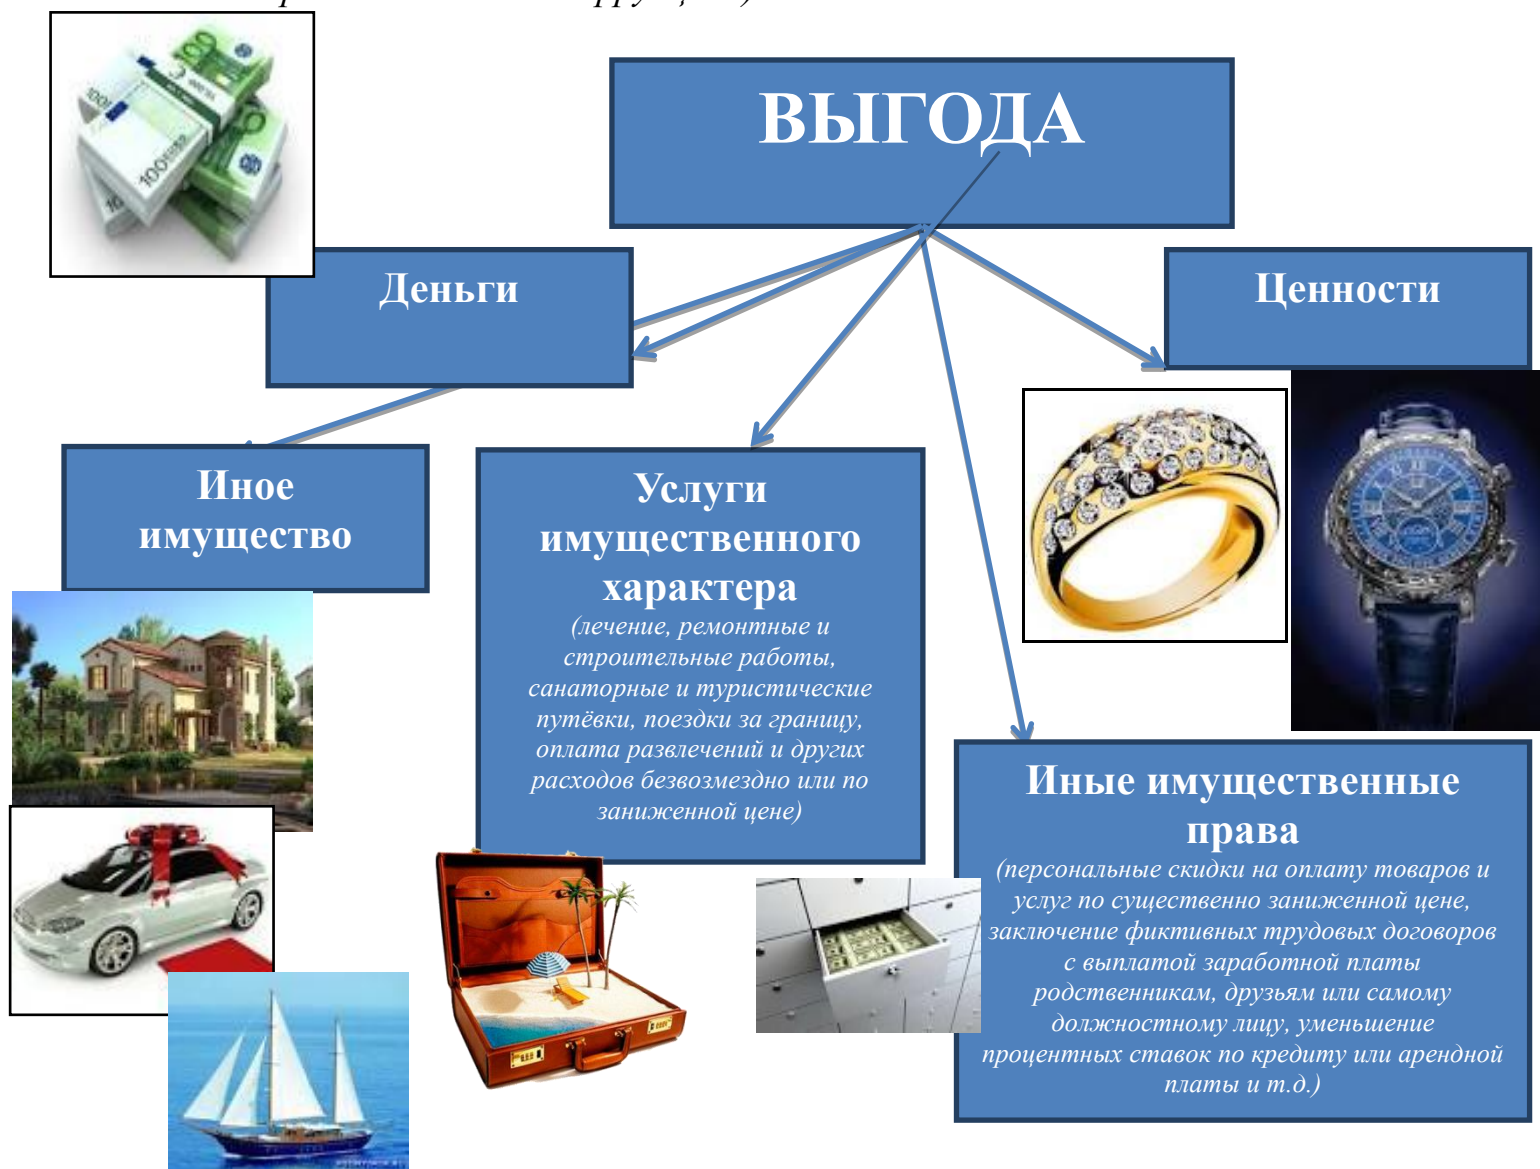 ВЫГОДА
Деньги
Ценности
Иное
имущество
Услуги
имущественного
характера
(лечение, ремонтные и
строительные работы,
санаторные и туристические
путёвки, поездки за границу,
оплата развлечений и других
расходов безвозмездно или по
заниженной цене)
Иные имущественные
права
(персональные скидки на оплату товаров и
услуг по существенно заниженной цене,
заключение фиктивных трудовых договоров
с выплатой заработной платы
родственникам, друзьям или самому
должностному лицу, уменьшение
процентных ставок по кредиту или арендной
платы и т.д.)
100
100